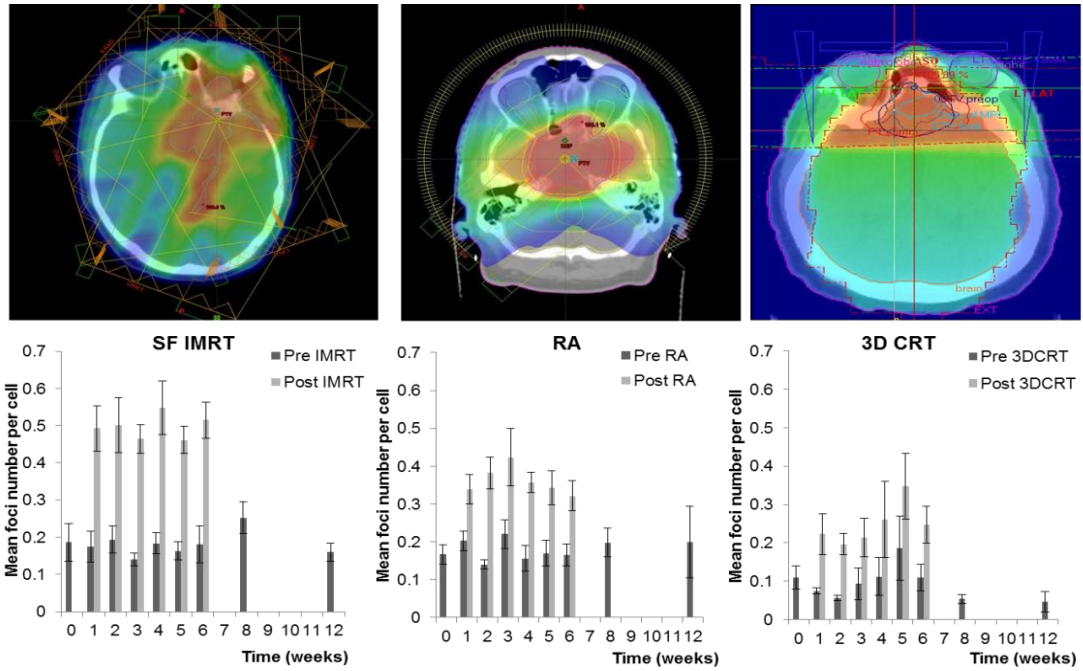 A
PTV
A
PTV
LT LAT
brain
EXT
SF IMRT
Pre IMRT
Post IMRT
Mean foci number per cell
0.7
0.6
0.5
0.4
0.3
0.2
0.1
0
0 1 2 3 4 5 6 7 8 9 10 11 12
Time (weeks)
RA
Pre RA
Post RA
Mean foci number per cell
0.7
0.6
0.5
0.4
0.3
0.2
0.1
0
0 1 2 3 4 5 6 7 8 9 10 11 12
Time (weeks)
3D CRT
Pre 3DCRT
Post 3DCRT
Mean foci number per cell
0.7
0.6
0.5
0.4
0.3
0.2
0.1
0
0 1 2 3 4 5 6 7 8 9 10 11 12
Time (weeks)